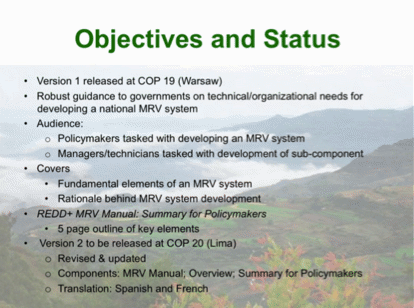 Objectives and Status
• Version 1 released at COP 19 (Warsaw)
• Robust guidance to governments on technical/organizational needs for
developing a national MRV system
• Audience:
o Policymakers tasked with developing an MRV system
o Managers/technicians tasked with development of sub-component
• Covers
• Fundamental elements of an MRV system
• Rationale behind MRV system development
• REDD+ MRV Manual: Summary for Policymakers
• 5 page outline of key elements
• Version 2 to be released at COP 20 (Lima)
o Revised & updated
o Components: MRV Manual; Overview; Summary for Policymakers
o Translation: Spanish and French